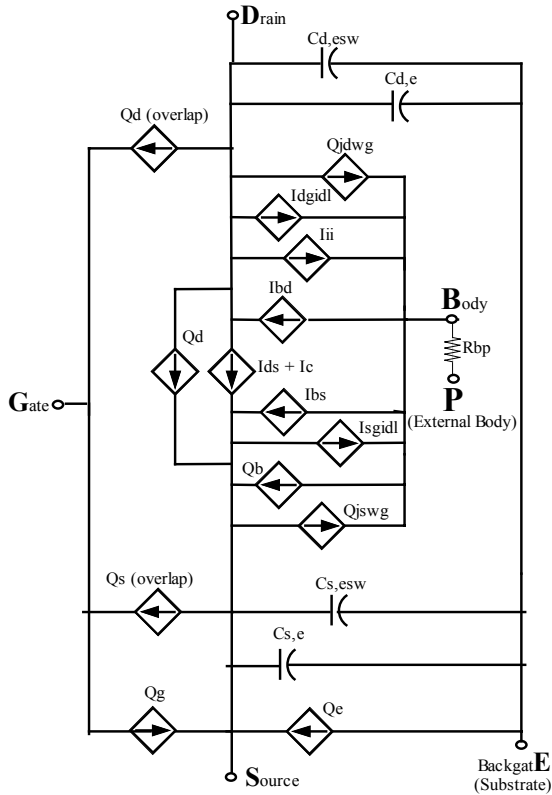 Drain
Cd,esw
Cd,e
Qd (overlap)
Qjdwg
Idgidl
Iii
Ibd
Body
Qd
Rbp
Ids + Ic
P
Gate
(External Body)
Ibs
Isgidl
Qb
Qjswg
Qs (overlap)
Cs,esw
Cs,e
Qg
Qe
BackgatE
Source
(Substrate)